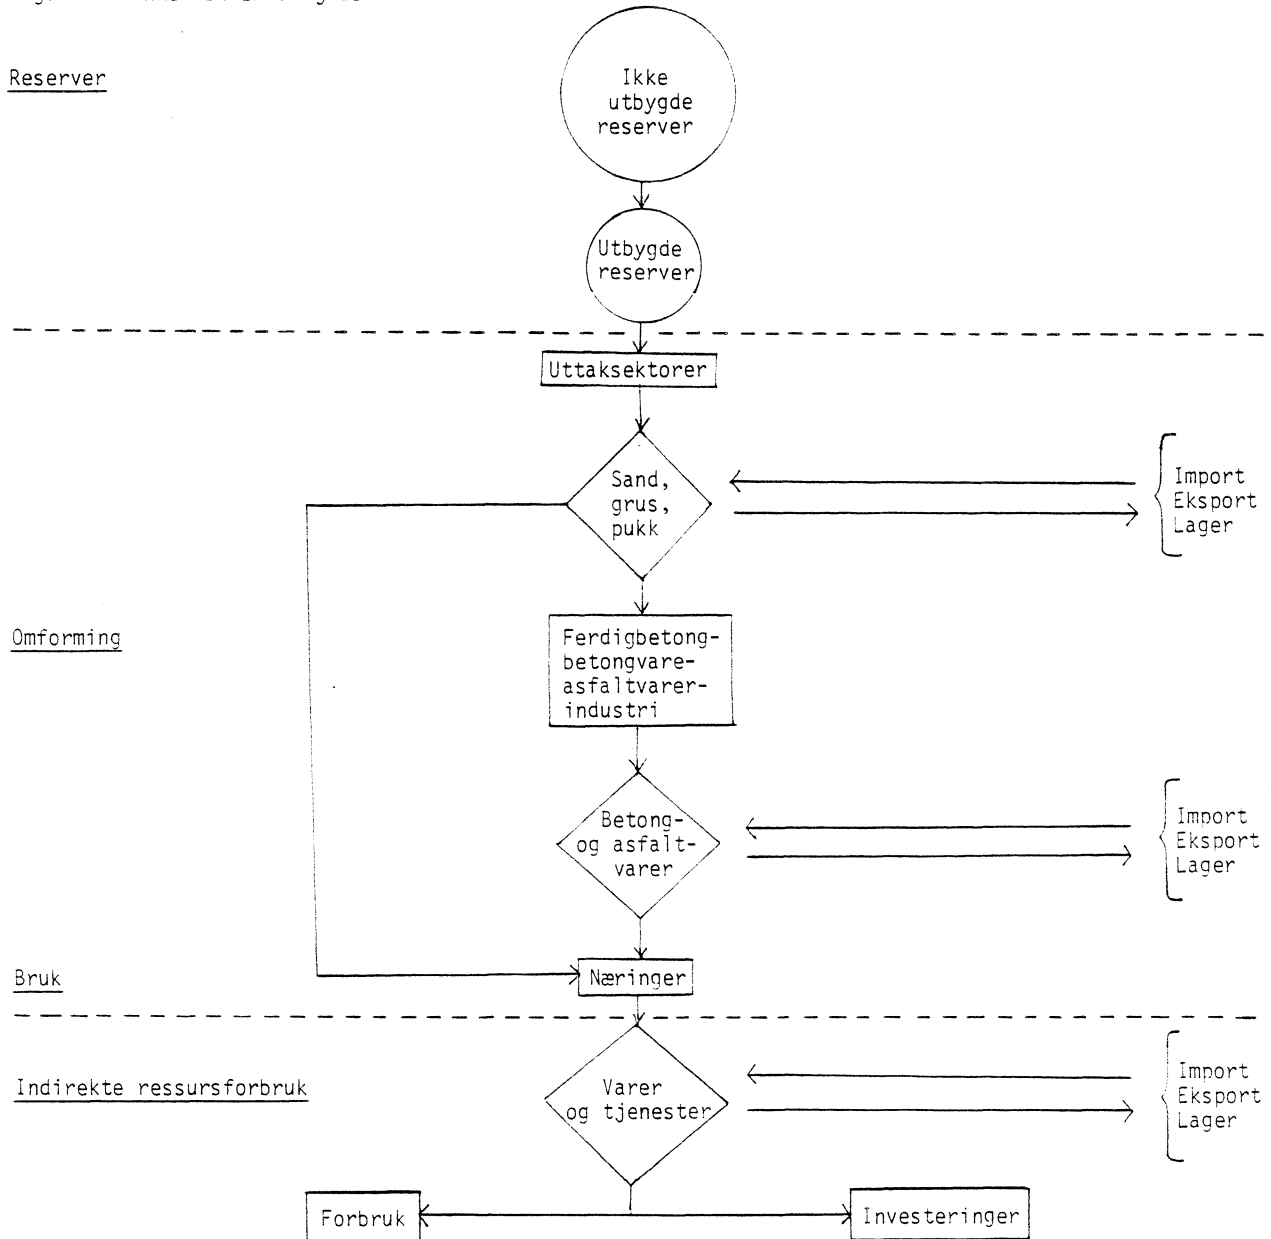 Reserver
Ikke
utbygde
reserver
Utbygde
reserver
Uttaksektorer
Sand,
grus,
pukk
Import
Eksport
Lager
Omforming
Ferdigbetong-
betongvare-
asfaltvarer-
industri
Betong-
og asfalt-
varer
Import
Eksport
Lager
Bruk
Næringer
Indirekte ressursforbruk
Varer
og tjenester
Import
Eksport
Lager
Forbruk
Investeringer